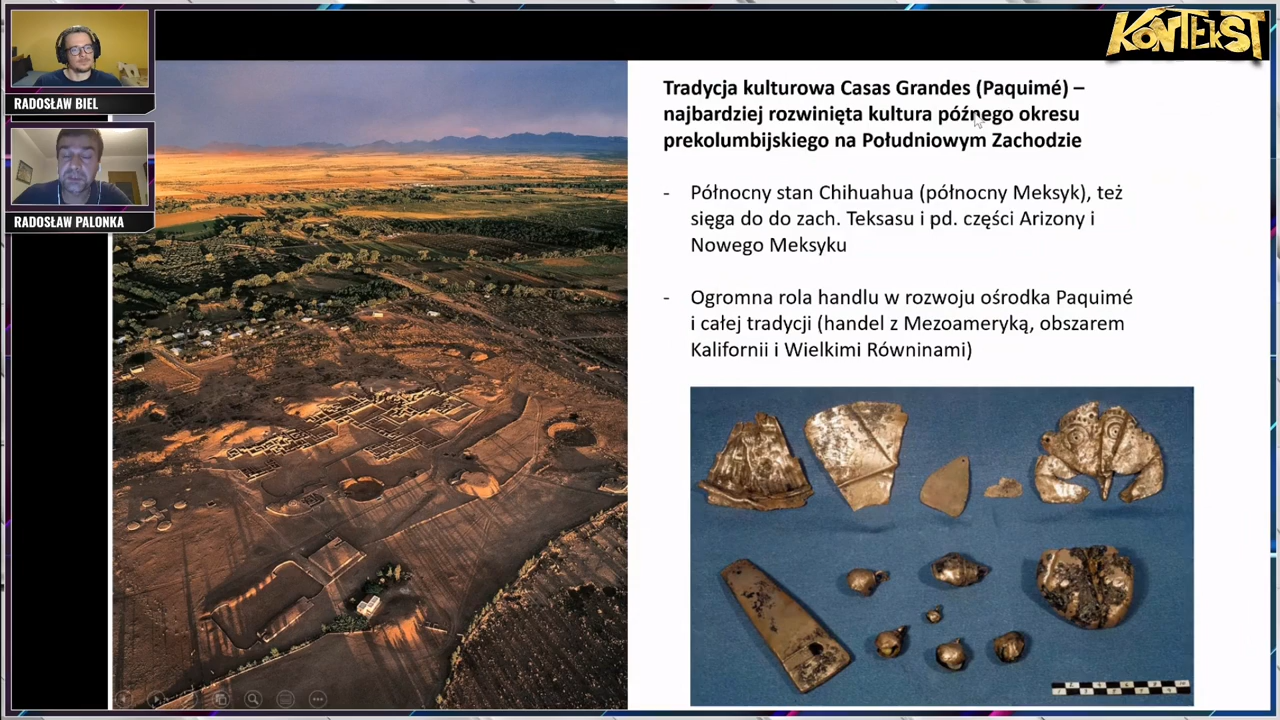 KONTEKST
RADOSŁAW BIEL
RADOSŁAW PALONKA
Tradycja kulturowa Casas Grandes (Paquimé) –
najbardziej rozwinięta kultura późnego okresu
prekolumbijskiego na Południowym Zachodzie
- Północny stan Chihuahua (północny Meksyk), też
sięga do do zach. Teksasu i pd. części Arizony i
Nowego Meksyku
- Ogromna rola handlu w rozwoju ośrodka Paquimé
i całej tradycji (handel z Mezoameryką, obszarem
Kalifornii i Wielkimi Równinami)